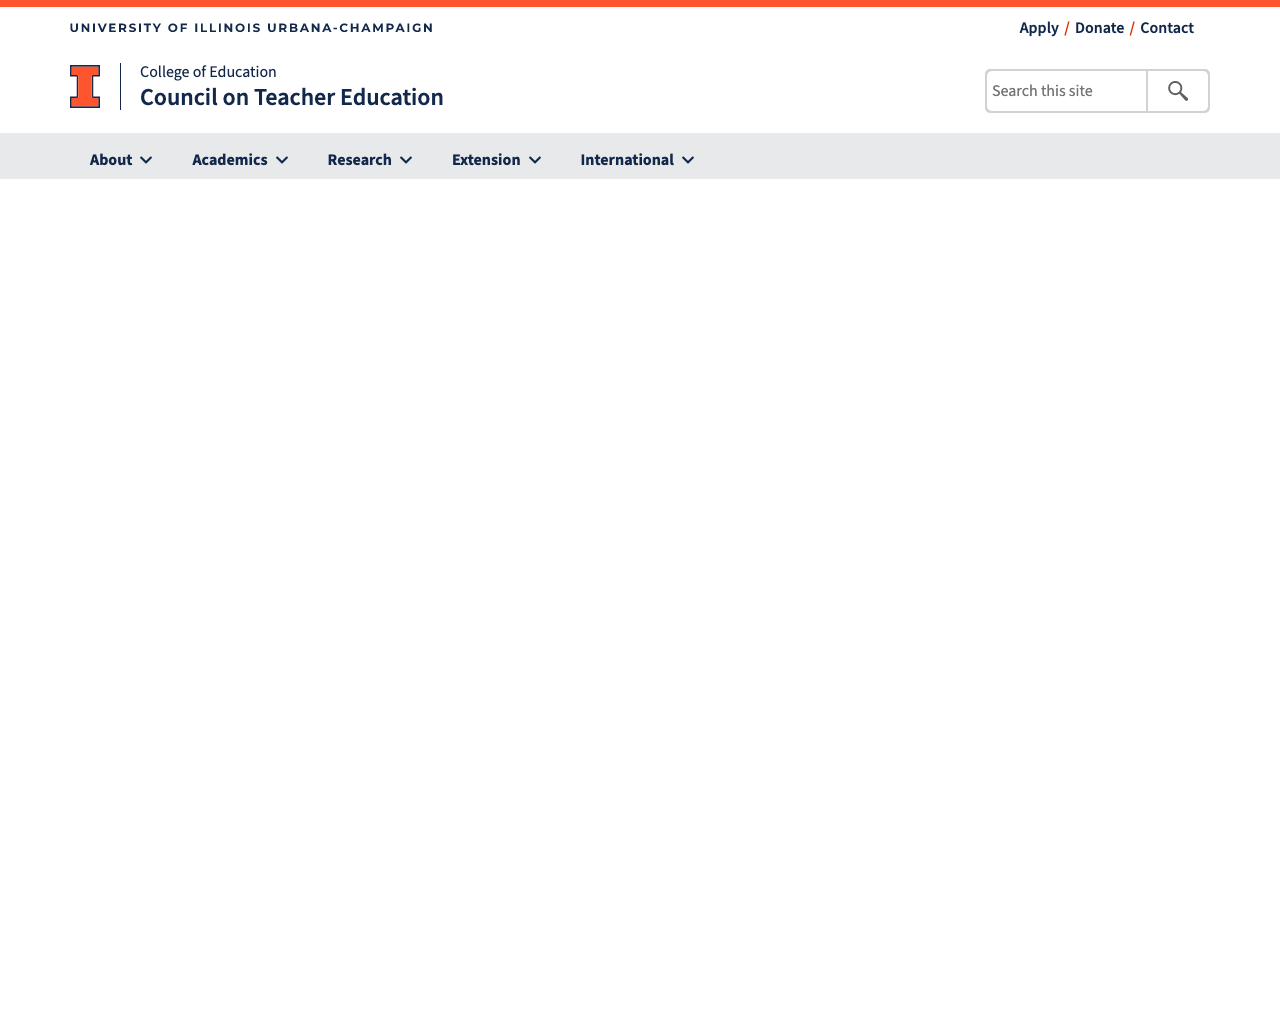 UNIVERSITY OF ILLINOIS URBANA-CHAMPAIGN
Apply / Donate / Contact
College of Education
Council on Teacher Education
Search this site
About
Academics
Research
Extension
International